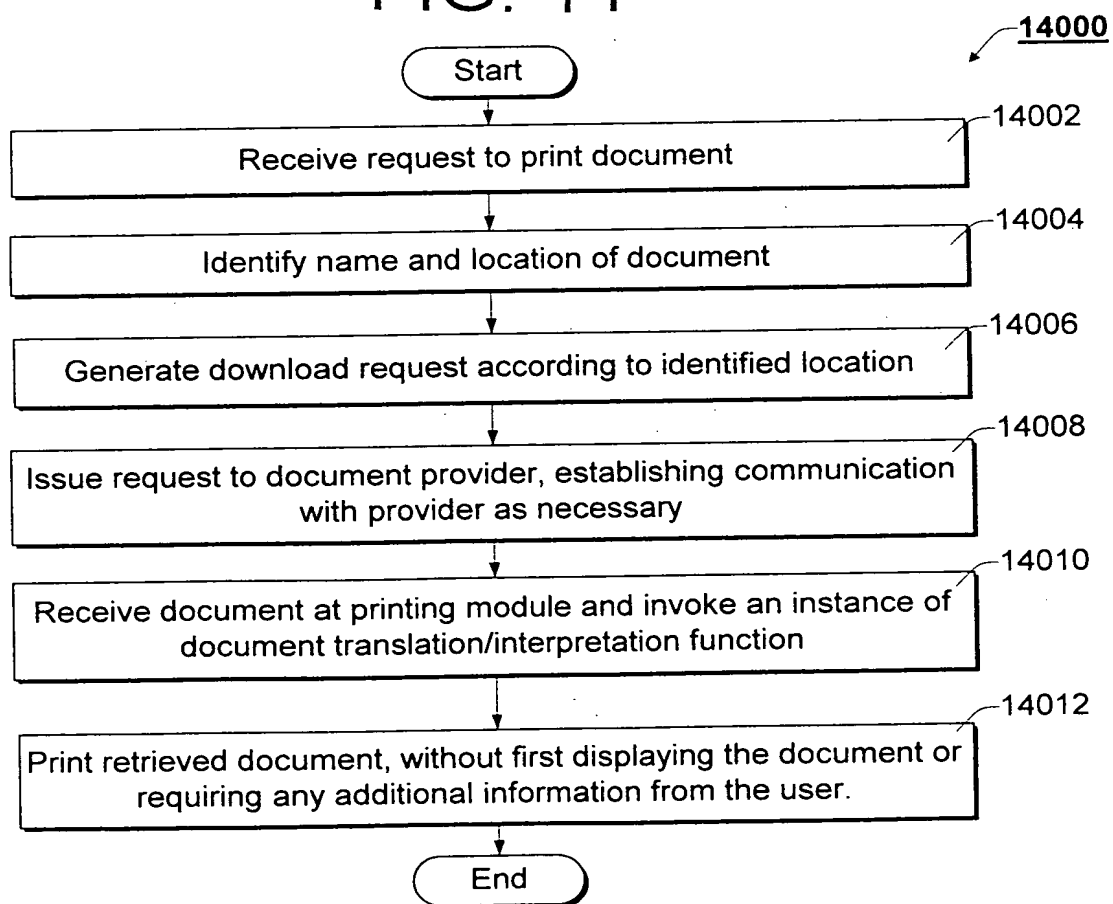 FIG.
14000
Start
14002
Receive request to print document
14004
Identify name and location of document
14006
Generate download request according to identified location
14008
Issue request to document provider, establishing communication
with provider as necessary
14010
Receive document at printing module and invoke an instance of
document translation/interpretation function
14012
Print retrieved document, without first displaying the document or
requiring any additional information from the user.
End